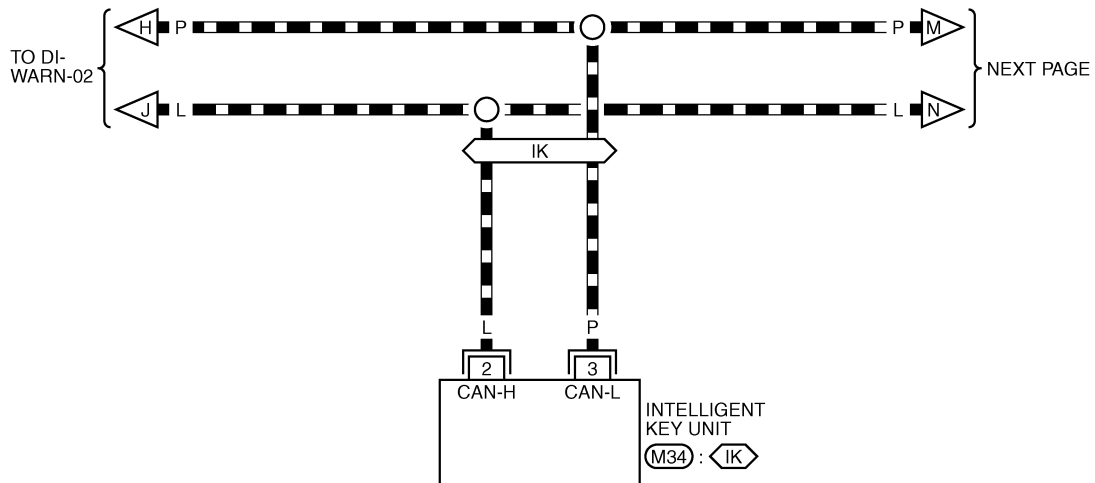 H P P M
TO DI-
WARN-02
NEXT PAGE
J L L N
IK
L P
2 3
CAN-H CAN-L
INTELLIGENT
KEY UNIT
M34 : IK